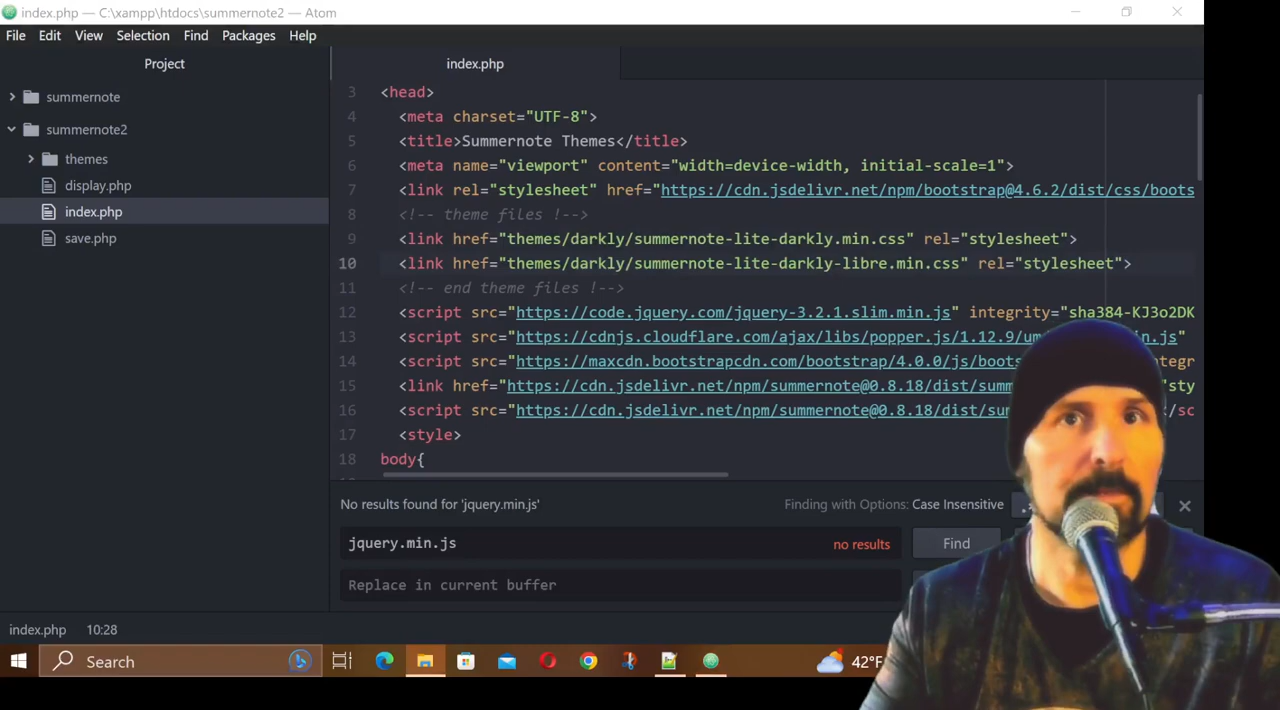 index.php — C:\xampp\htdocs\summernote2 — Atom
File Edit View Selection Find Packages Help
Project
index.php
summernote
summernote2
themes
display.php
index.php
save.php
3 <head>
4 <meta charset="UTF-8">
5 <title>Summernote Themes</title>
6 <meta name="viewport" content="width=device-width, initial-scale=1">
7 <link rel="stylesheet" href="https://cdn.jsdelivr.net/npm/bootstrap@4.6.2/dist/css/boots
8 <!-- theme files !-->
9 <link href="themes/darkly/summernote-lite-darkly.min.css" rel="stylesheet">
10 <link href="themes/darkly/summernote-lite-darkly-libre.min.css" rel="stylesheet">
11 <!-- end theme files !-->
12 <script src="https://code.jquery.com/jquery-3.2.1.slim.min.js" integrity="sha384-KJ3o2DK
13 <script src="https://cdnjs.cloudflare.com/ajax/libs/popper.js/1.12.9/um n.js"
14 <script src="https://maxcdn.bootstrapcdn.com/bootstrap/4.0.0/js/boots ntegr
15 <link href="https://cdn.jsdelivr.net/npm/summernote@0.8.18/dist/summ "sty
16 <script src="https://cdn.jsdelivr.net/npm/summernote@0.8.18/dist/sum </sc
17 <style>
18 body{
No results found for 'jquery.min.js'
Finding with Options: Case Insensitive
jquery.min.js
no results
Find
Replace in current buffer
index.php 10:28
Search
42°F